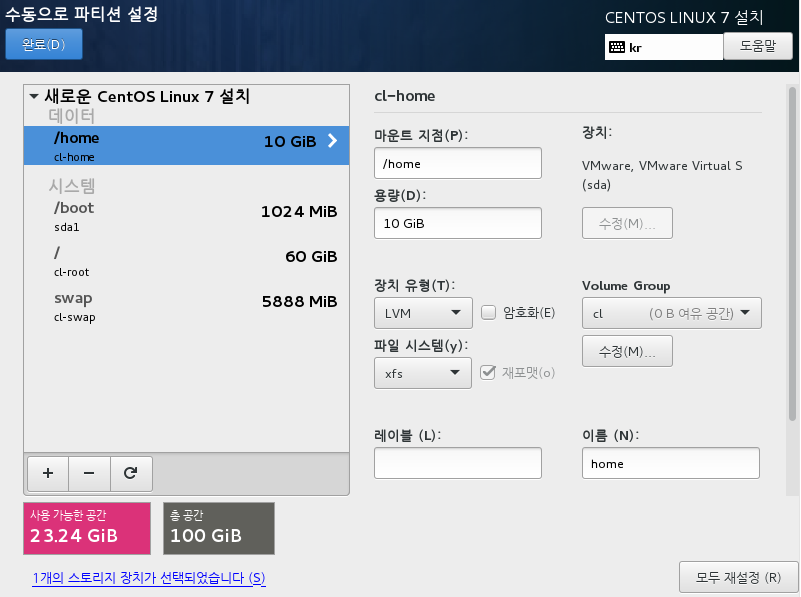 수동으로 파티션 설정
CENTOS LINUX 7 설치
완료(D)
kr
도움말
새로운 CentOS Linux 7 설치
데이터
/home
10 GiB
cl-home
시스템
/boot
1024 MiB
sda1
/
60 GiB
cl-root
swap
5888 MiB
cl-swap
+ −
사용 가능한 공간
23.24 GiB
총 공간
100 GiB
1개의 스토리지 장치가 선택되었습니다 (S)
cl-home
마운트 지점(P):
/home
용량(D):
10 GiB
장치:
VMware, VMware Virtual S
(sda)
수정(M)...
장치 유형(T):
LVM
암호화(E)
파일 시스템(y):
xfs
재포맷(o)
Volume Group
cl (0 B 여유 공간)
수정(M)...
레이블 (L):
이름 (N):
home
모두 재설정 (R)